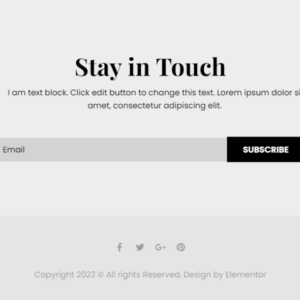 Stay in Touch
I am text block. Click edit button to change this text. Lorem ipsum dolor si
amet, consectetur adipiscing elit.
Email
SUBSCRIBE
Copyright 2022 © All rights Reserved. Design by Elementor